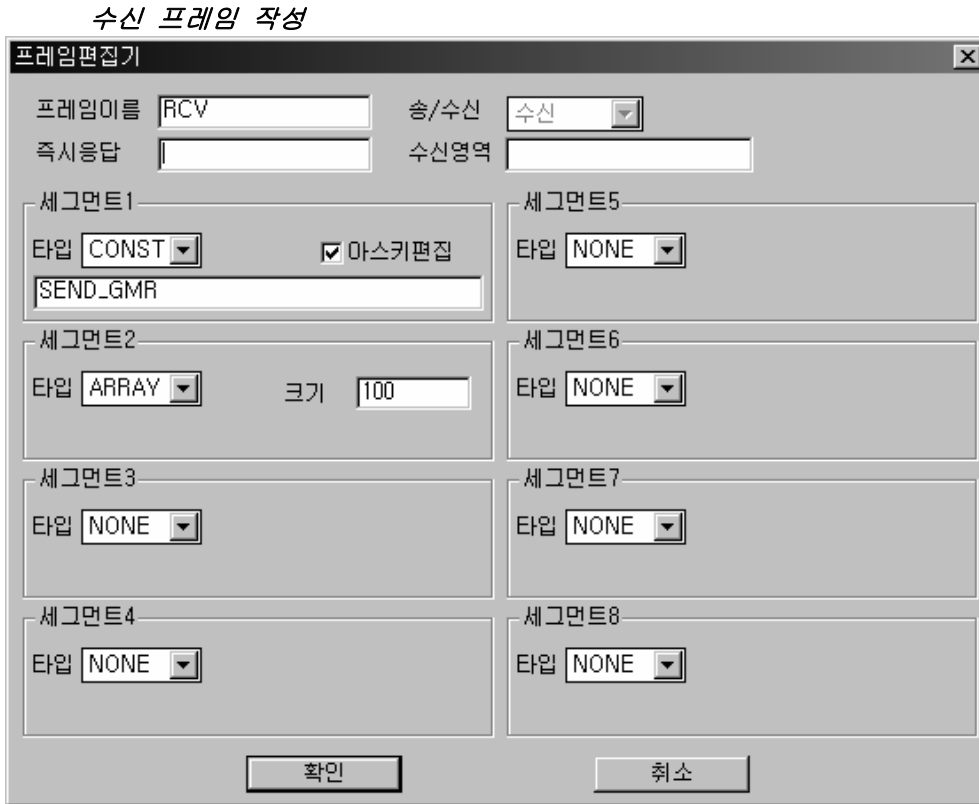 수신 프레임 작성
프레임편집기
프레임이름 RCV 송/수신 수신
즉시응답 수신영역
세그먼트1
타입 CONST 아스키편집
SEND_GMR
세그먼트5
타입 NONE
세그먼트2
타입 ARRAY 크기 100
세그먼트6
타입 NONE
세그먼트3
타입 NONE
세그먼트7
타입 NONE
세그먼트4
타입 NONE
세그먼트8
타입 NONE
확인 취소